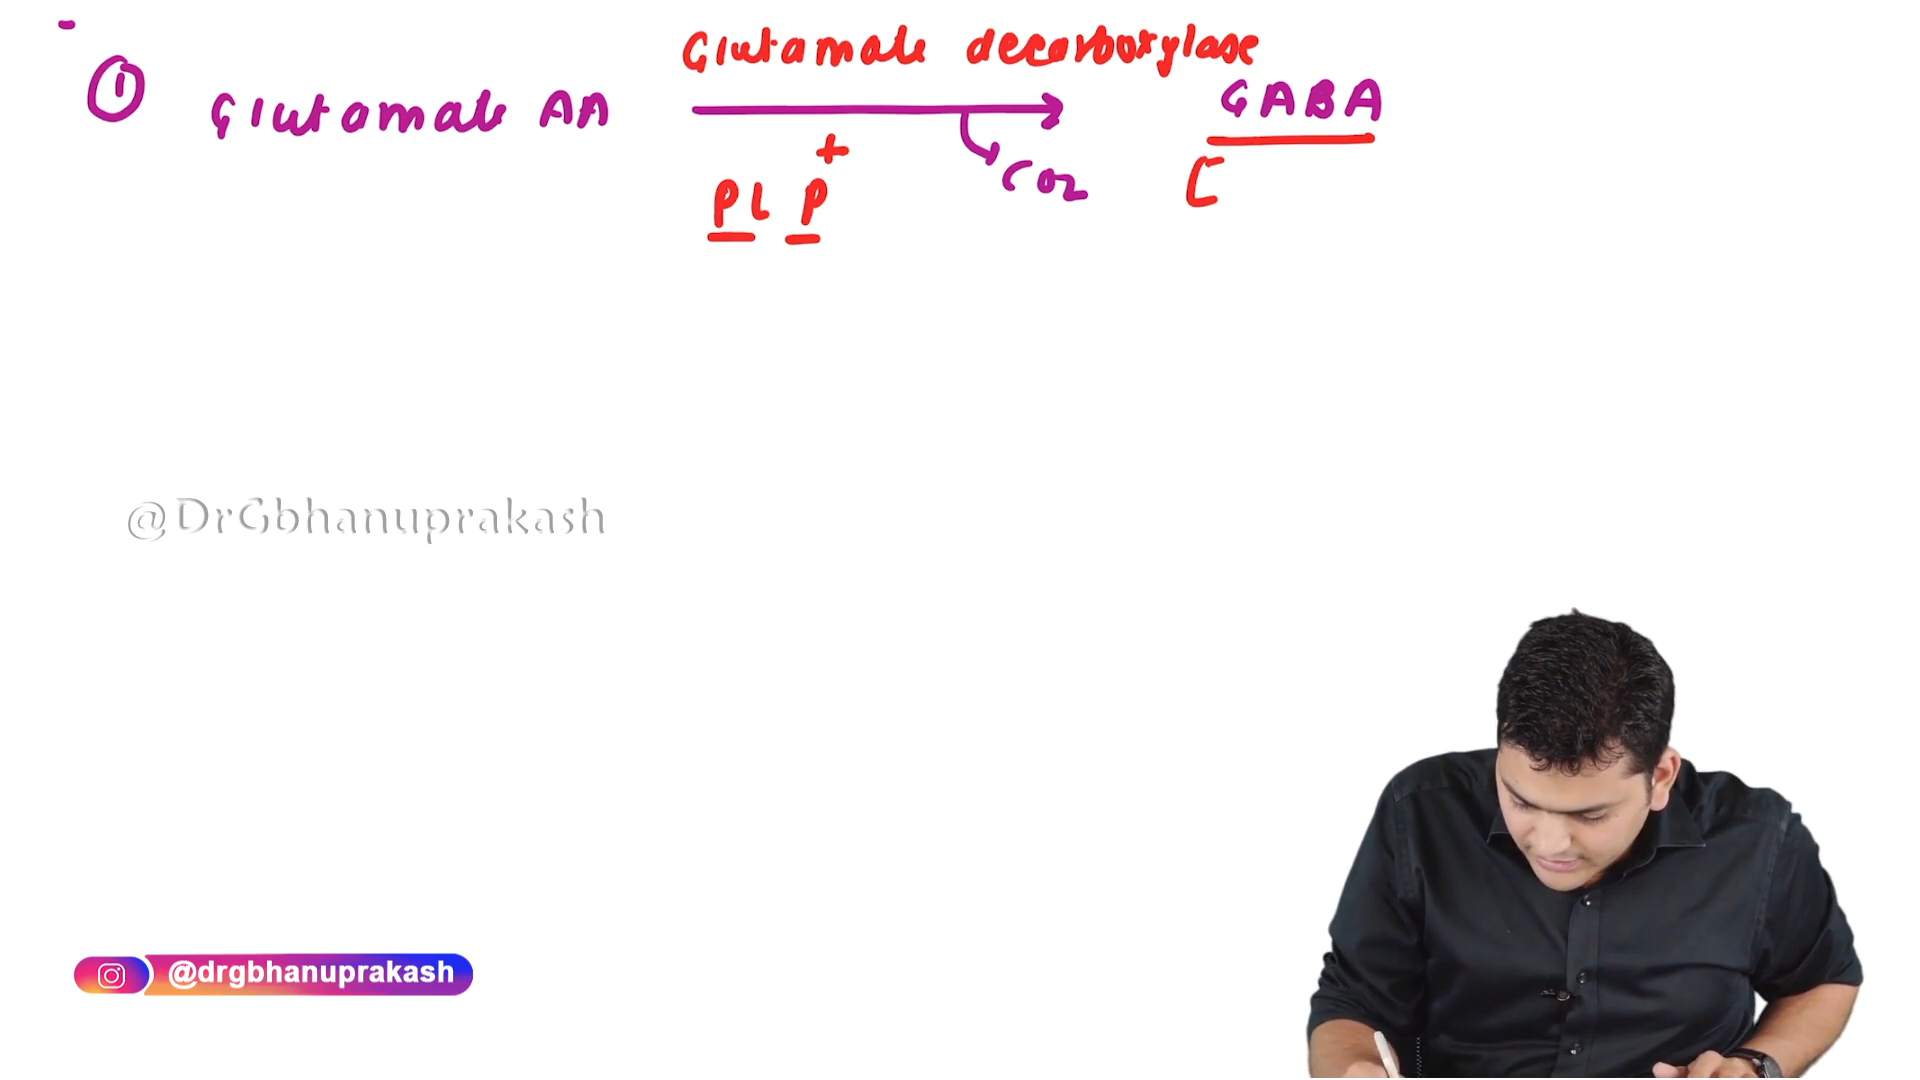 Glutamate decarboxylase
① Glutamate AA GABA
+
CO2
PLP
[
@DrGbhanuprakash
@drgbhanuprakash